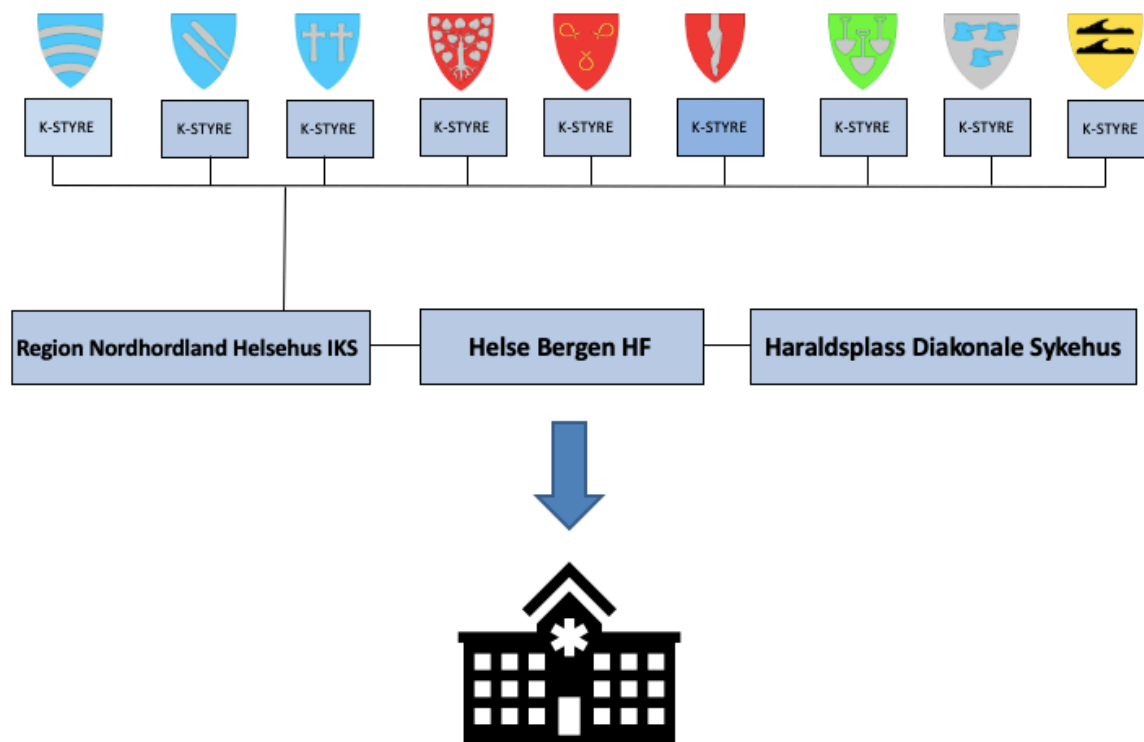 K-STYRE
K-STYRE
K-STYRE
K-STYRE
K-STYRE
K-STYRE
K-STYRE
K-STYRE
K-STYRE
Region Nordhordland Helsehus IKS
Helse Bergen HF
Haraldsplass Diakonale Sykehus